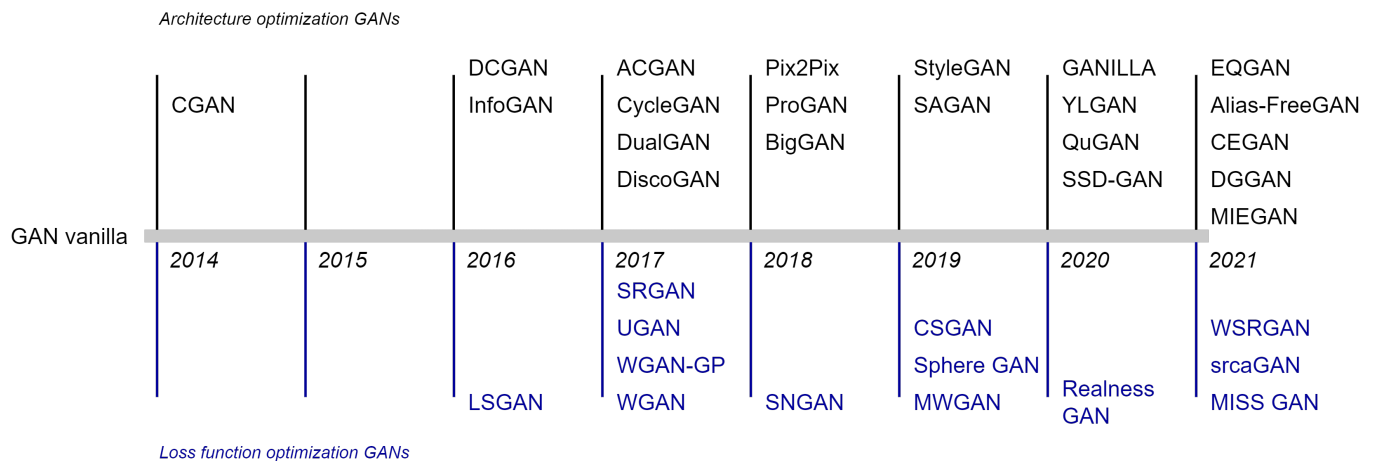 Architecture optimization GANs
DCGAN ACGAN Pix2Pix StyleGAN GANILLA EQGAN
CGAN InfoGAN CycleGAN ProGAN SAGAN YLGAN Alias-FreeGAN
DualGAN BigGAN QuGAN CEGAN
DiscoGAN SSD-GAN DGGAN
MIEGAN
GAN vanilla
2014 2015 2016 2017 2018 2019 2020 2021
SRGAN
UGAN CSGAN WSRGAN
WGAN-GP Sphere GAN srcaGAN
LSGAN WGAN SNGAN MWGAN Realness MISS GAN
GAN
Loss function optimization GANs